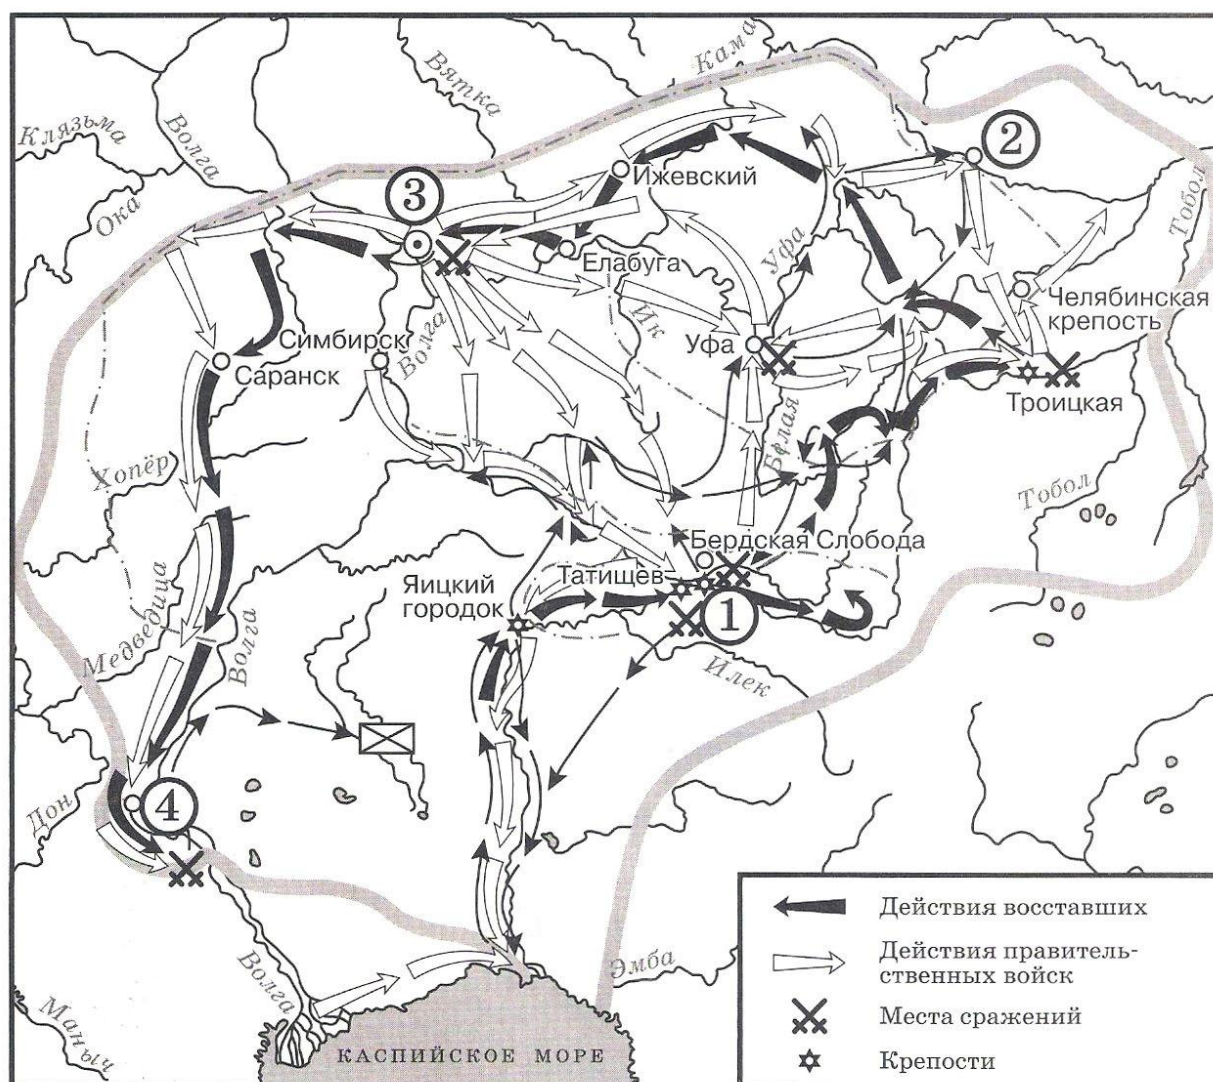 Клязьма
Волга
Вятка
Кама
Ока
3
Ижевский
2
Тобол
Елабуга
Уфа
Ик
Волга
Симбирск
Саранск
Уфа
Челябинская
крепость
Троицкая
Белая
Хопёр
Тобол
Бердская Слобода
Татищев
Яицкий
городок
1
Медведица
Волга
Илек
Дон
4
Волга
Эмба
Маныч
КАСПИЙСКОЕ МОРЕ
Действия восставших
Действия правитель-
ственных войск
Места сражений
Крепости